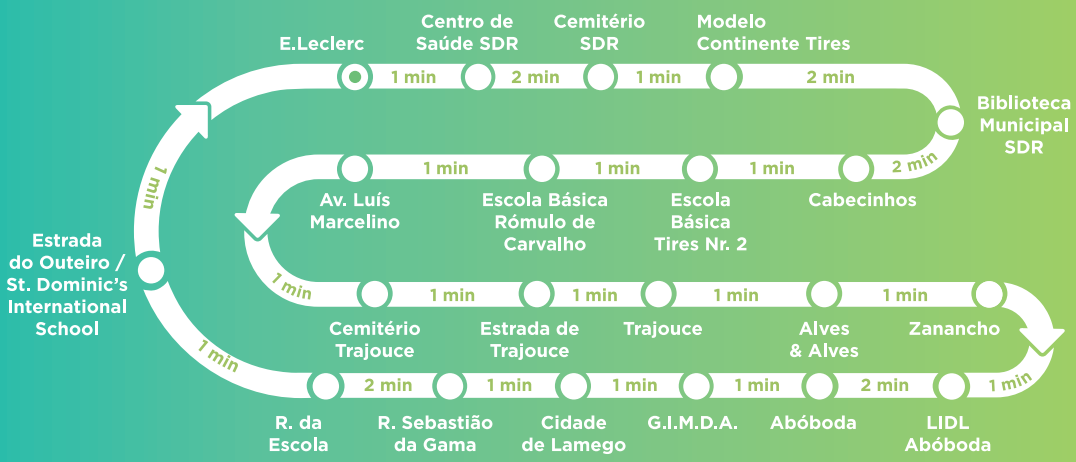 E.Leclerc
1 min
Centro de
Saúde SDR
2 min
Cemitério
SDR
1 min
Modelo
Continente Tires
2 min
Biblioteca
Municipal
SDR
2 min
Cabecinhos
1 min
Escola
Básica
Tires Nr. 2
1 min
Escola Básica
Rómulo de
Carvalho
1 min
Av. Luís
Marcelino
1 min
Cemitério
Trajouce
1 min
Estrada de
Trajouce
1 min
Trajouce
1 min
Alves
& Alves
1 min
Zanancho
1 min
LIDL
Abóboda
2 min
Abóboda
1 min
G.I.M.D.A.
1 min
Cidade
de Lamego
1 min
R. Sebastião
da Gama
2 min
R. da
Escola
1 min
Estrada
do Outeiro /
St. Dominic's
International
School
1 min